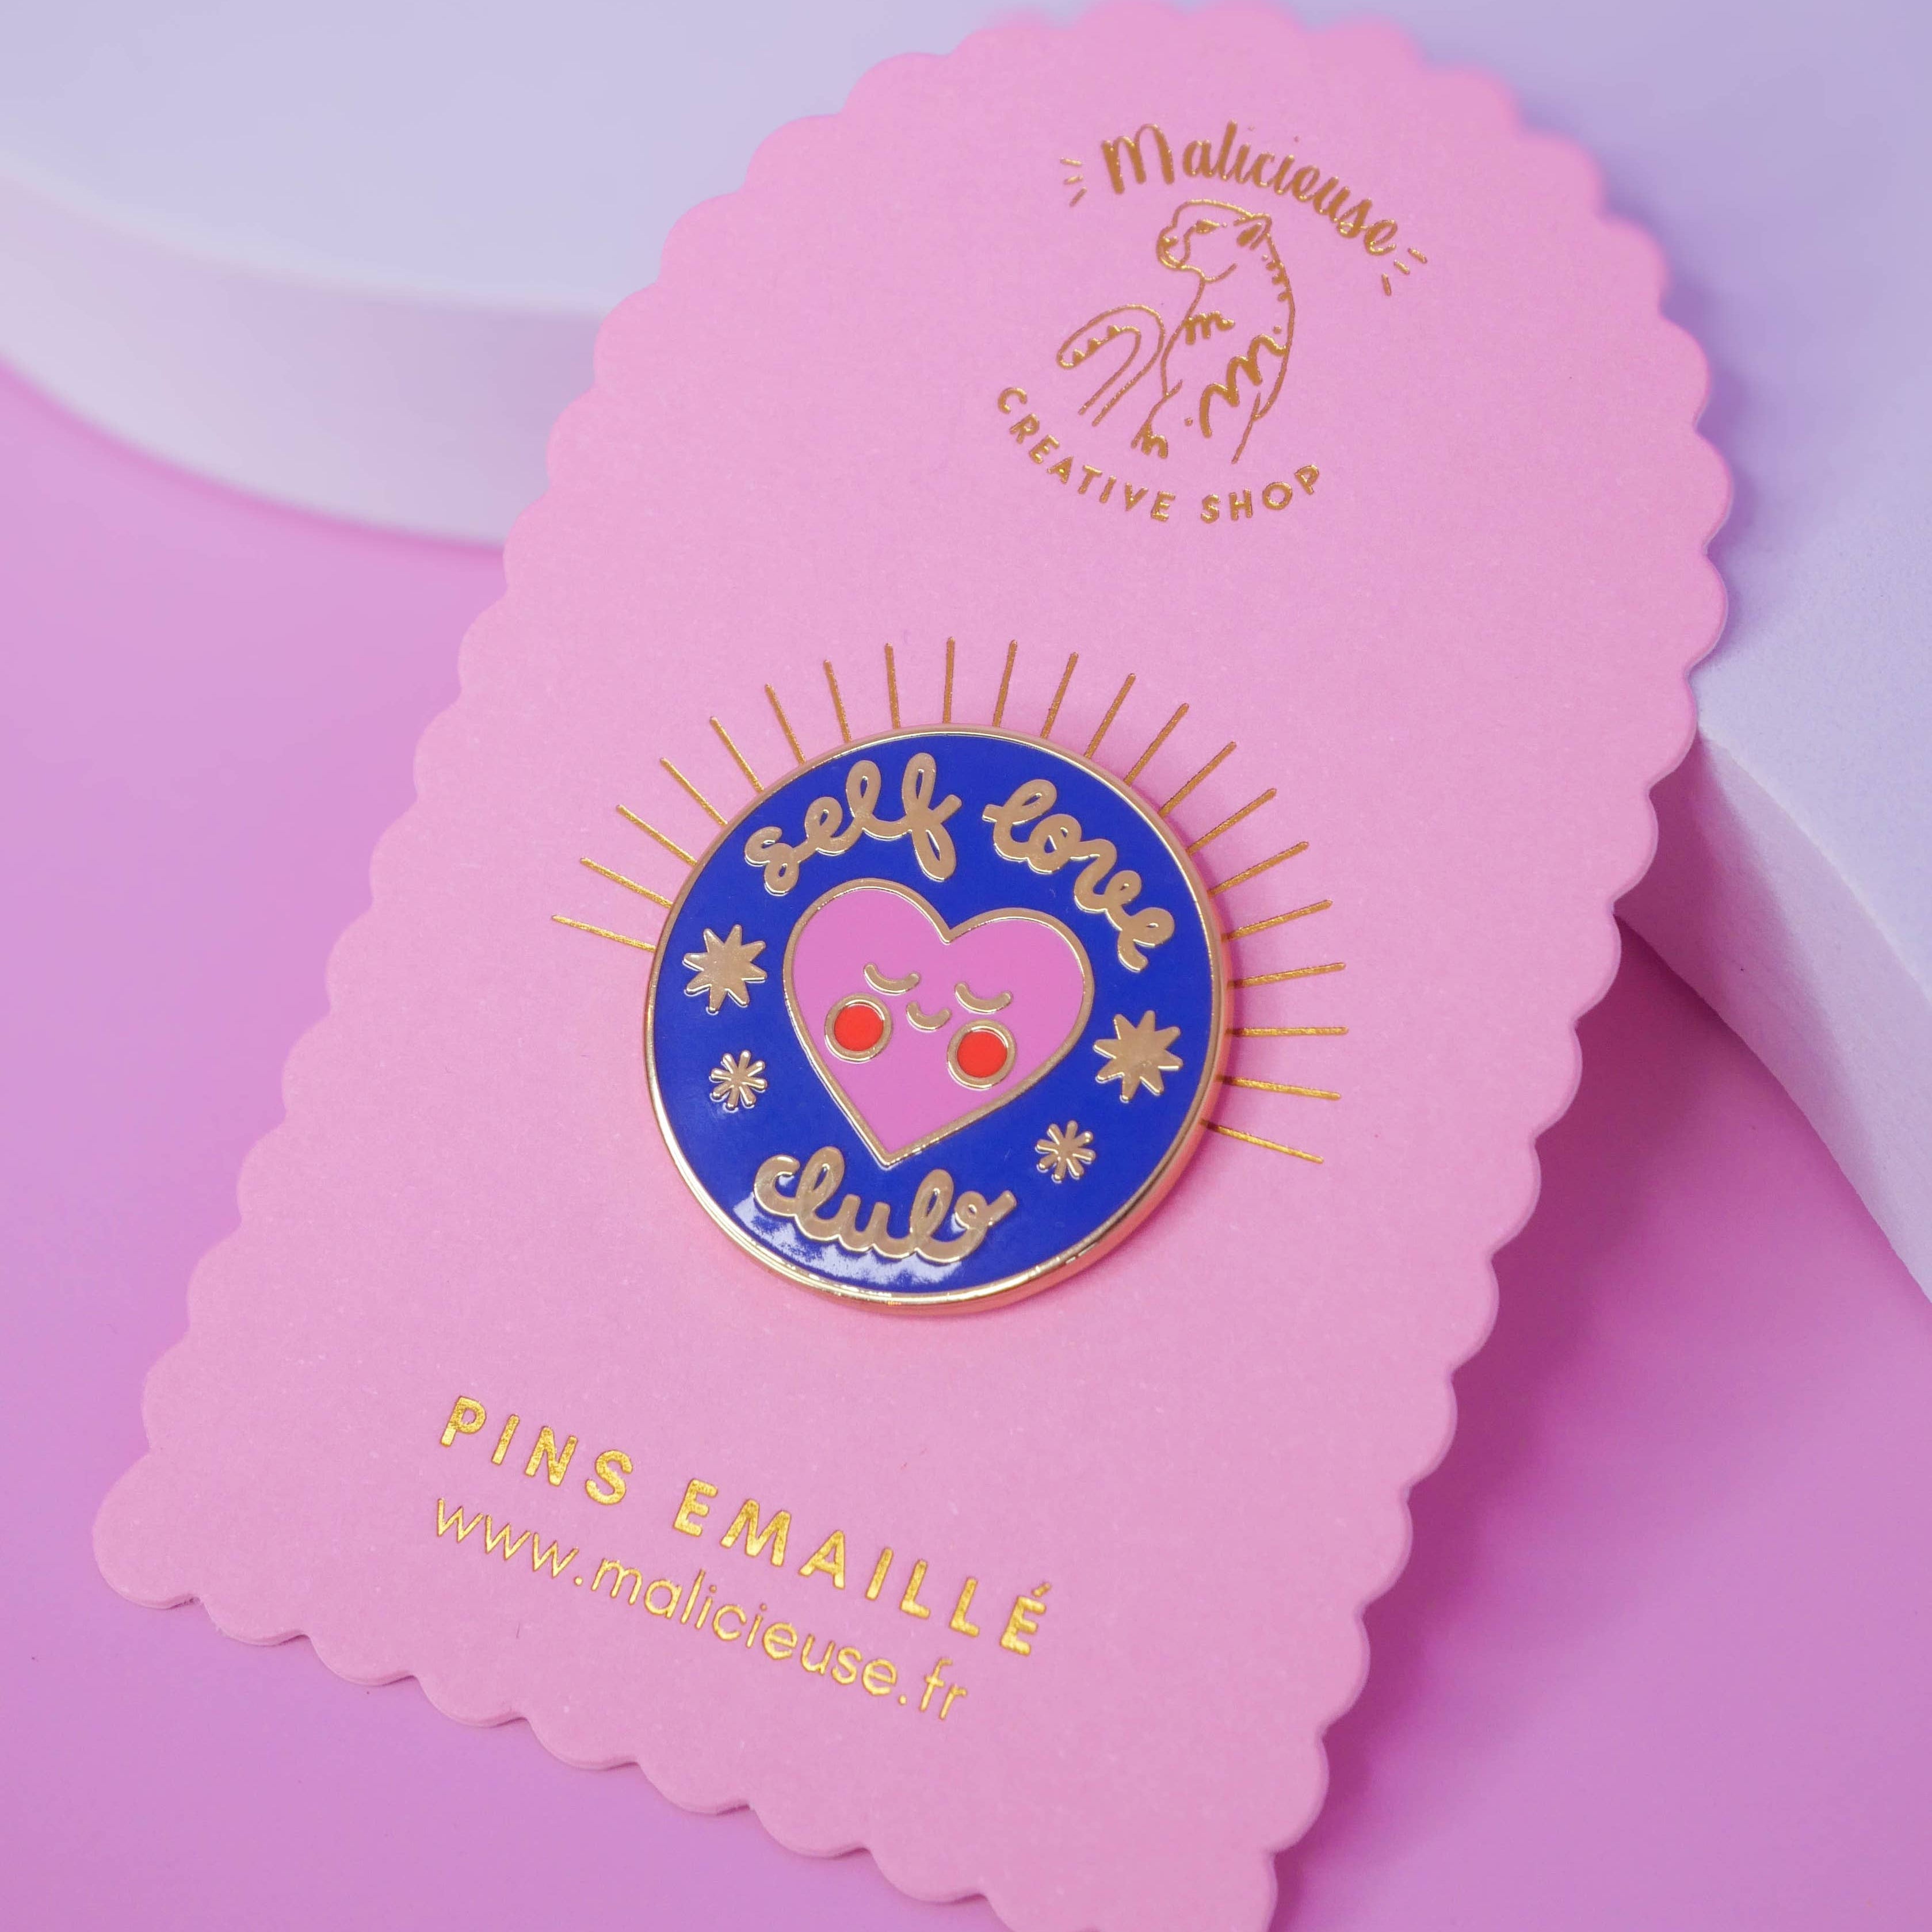 Malicieuse
CREATIVE SHOP
self love
club
PINS EMAILLÉ
www.malicieuse.fr